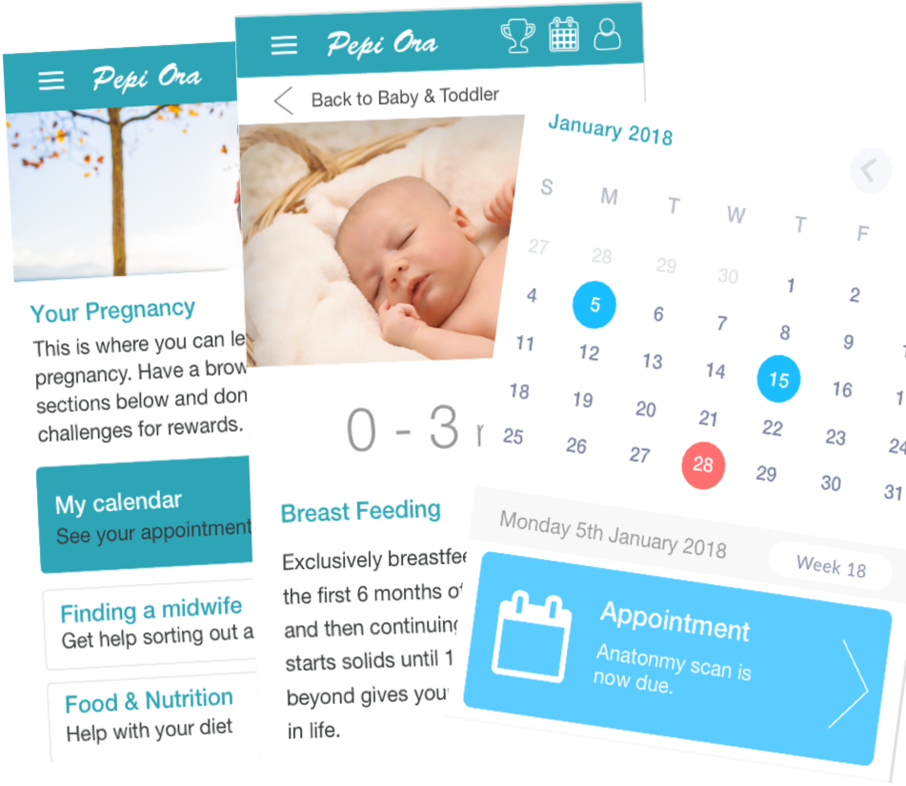 Pepi Ora
Your Pregnancy
This is where you can le
pregnancy. Have a brow
sections below and don
challenges for rewards.
My calendar
See your appointment
Finding a midwife
Get help sorting out a
Food & Nutrition
Help with your diet
Pepi Ora
Back to Baby & Toddler
0 - 3
Breast Feeding
Exclusively breastfee
the first 6 months of
and then continuing
starts solids until 1
beyond gives you
in life.
January 2018
S M T W T F
27 28 29 30 1 2
4 5 6 7 8 9
11 12 13 14 15 16
18 19 20 21 22 23 24
25 26 27 28 29 30 31
Monday 5th January 2018
Week 18
Appointment
Anatonmy scan is
now due.